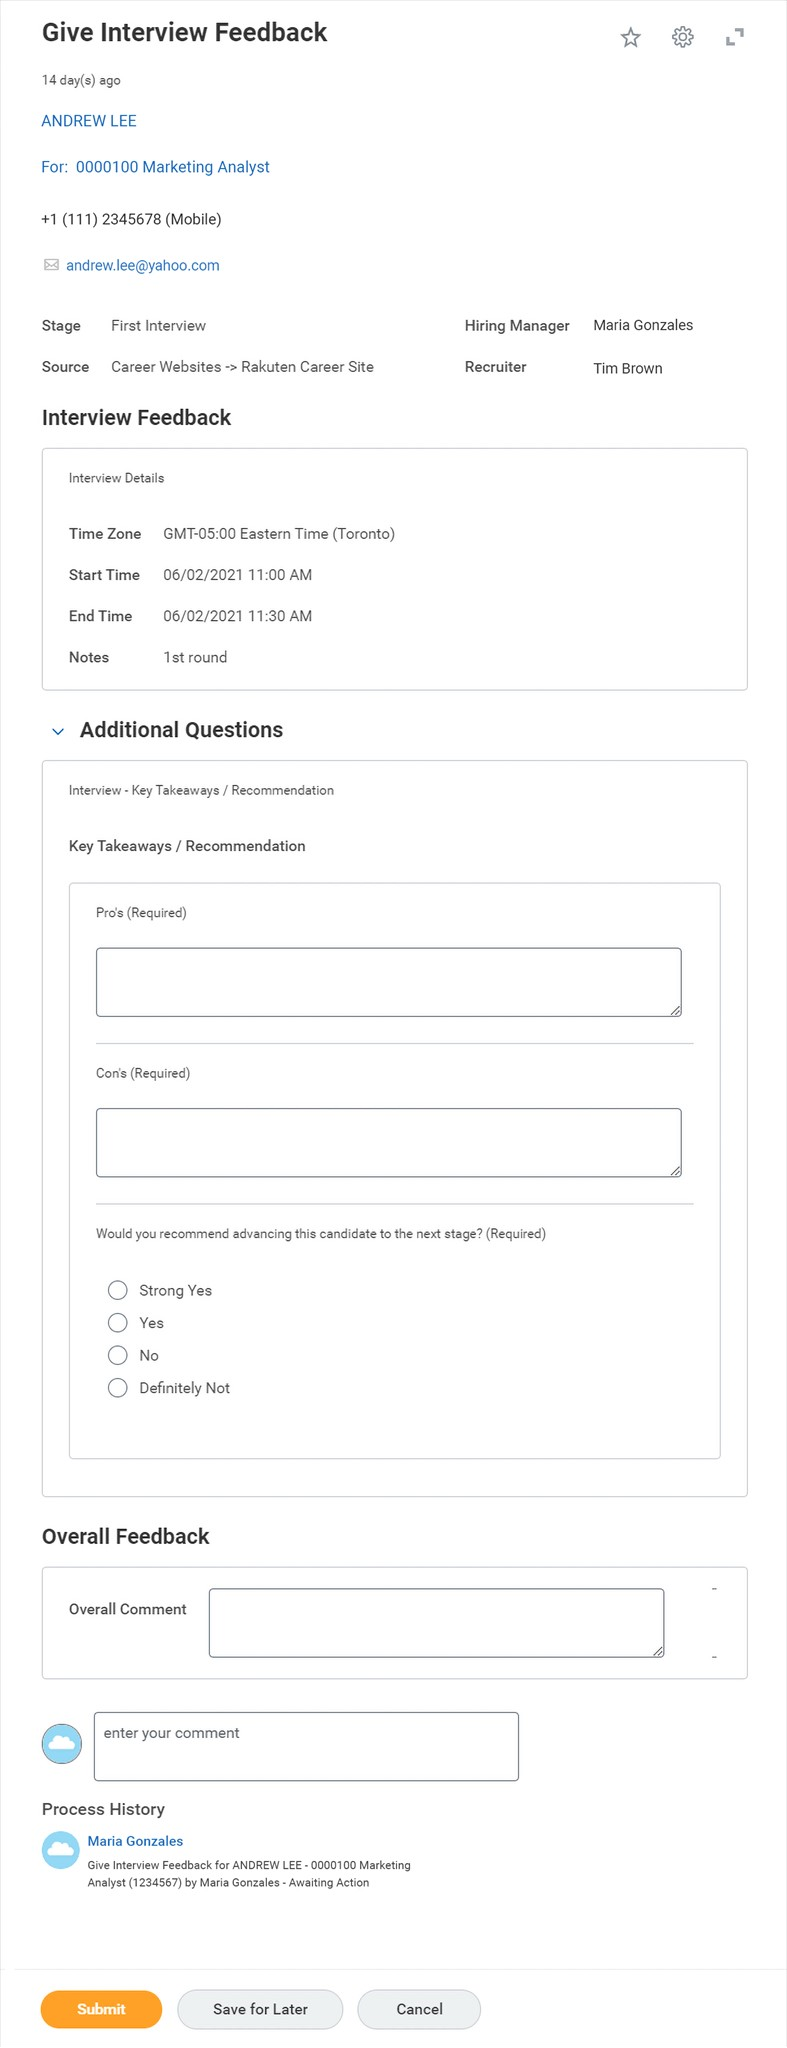 Give Interview Feedback
14 day(s) ago
ANDREW LEE
For: 0000100 Marketing Analyst
+1 (111) 2345678 (Mobile)
andrew.lee@yahoo.com
Stage First Interview Hiring Manager Maria Gonzales
Source Career Websites -> Rakuten Career Site Recruiter Tim Brown
Interview Feedback
Interview Details
Time Zone GMT-05:00 Eastern Time (Toronto)
Start Time 06/02/2021 11:00 AM
End Time 06/02/2021 11:30 AM
Notes 1st round
Additional Questions
Interview - Key Takeaways / Recommendation
Key Takeaways / Recommendation
Pro's (Required)
Con's (Required)
Would you recommend advancing this candidate to the next stage? (Required)
Strong Yes
Yes
No
Definitely Not
Overall Feedback
Overall Comment
enter your comment
Process History
Maria Gonzales
Give Interview Feedback for ANDREW LEE - 0000100 Marketing
Analyst (1234567) by Maria Gonzales - Awaiting Action
Submit Save for Later Cancel